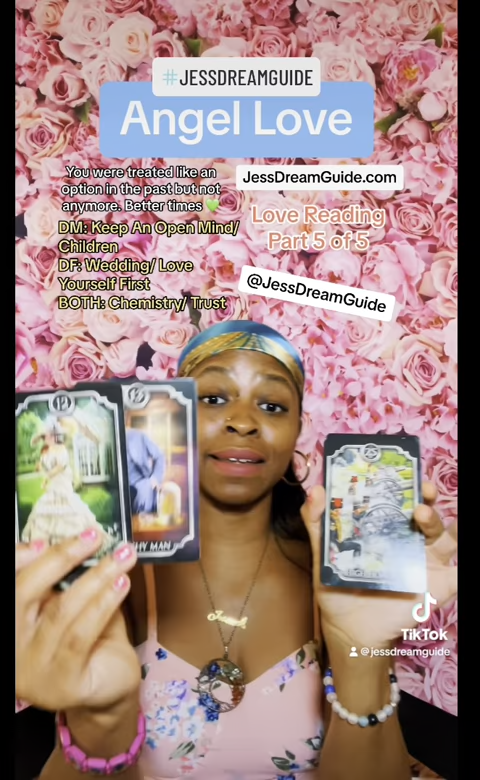 #JESSDREAMGUIDE
Angel Love
You were treated like an
option in the past but not
anymore. Better times 💚
DM: Keep An Open Mind/
Children
DF: Wedding/ Love
Yourself First
BOTH: Chemistry/ Trust
JessDreamGuide.com
Love Reading
Part 5 of 5
@JessDreamGuide
12
HY MAN
TikTok
@jessdreamguide